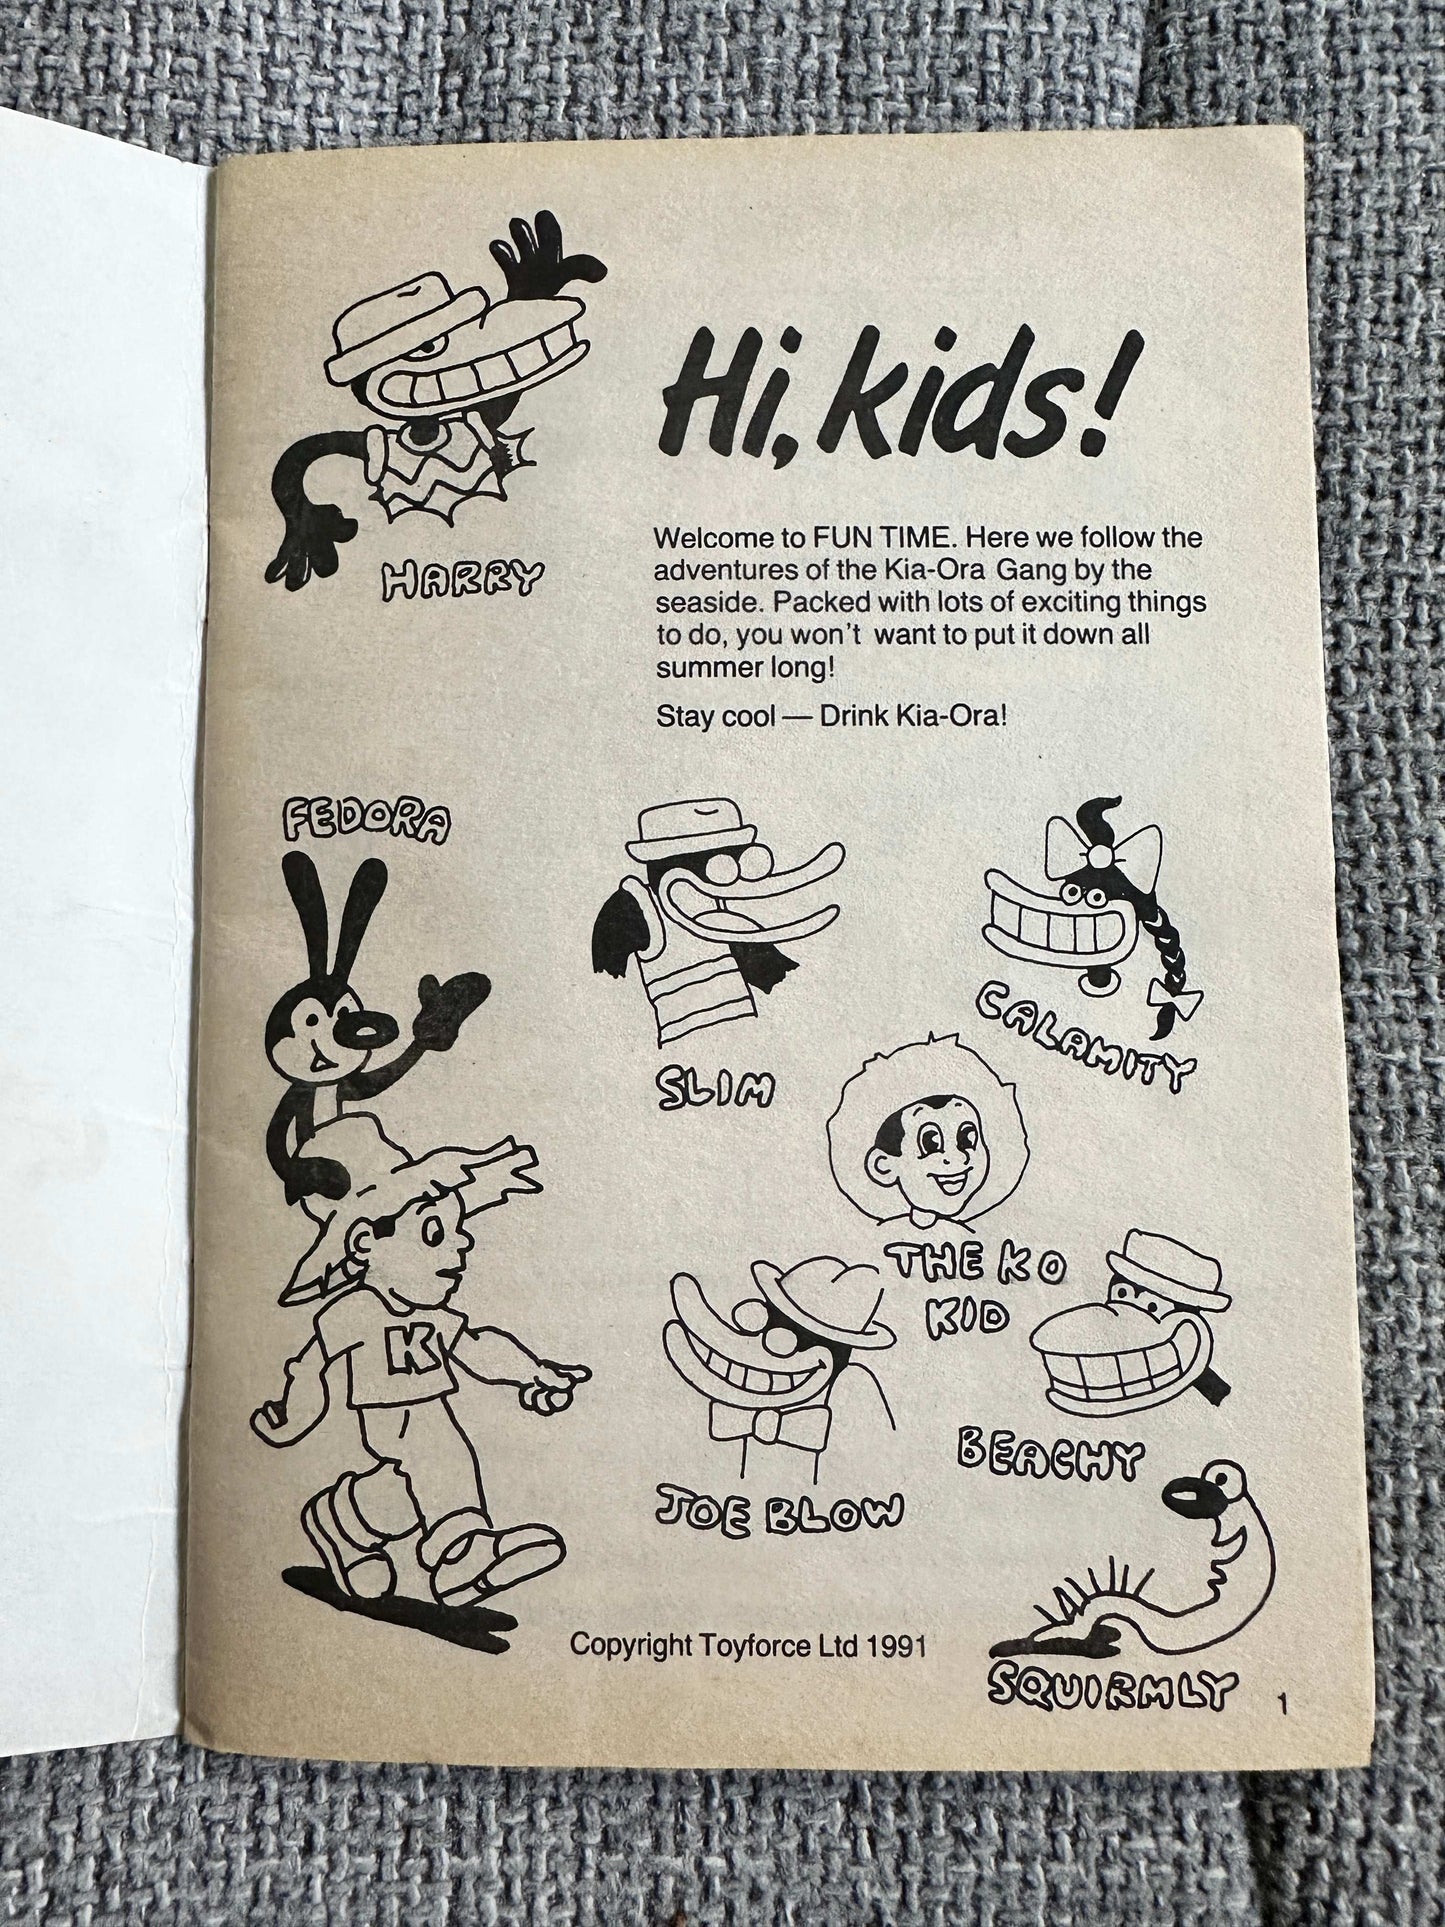 Hi, kids!
HARRY
Welcome to FUN TIME. Here we follow the
adventures of the Kia-Ora Gang by the
seaside. Packed with lots of exciting things
to do, you won't want to put it down all
summer long!
Stay cool — Drink Kia-Ora!
FEDORA
SLIM
CALAMITY
THE KO
KID
K
BEACHY
JOE BLOW
Copyright Toyforce Ltd 1991
SQUIRMLY
1